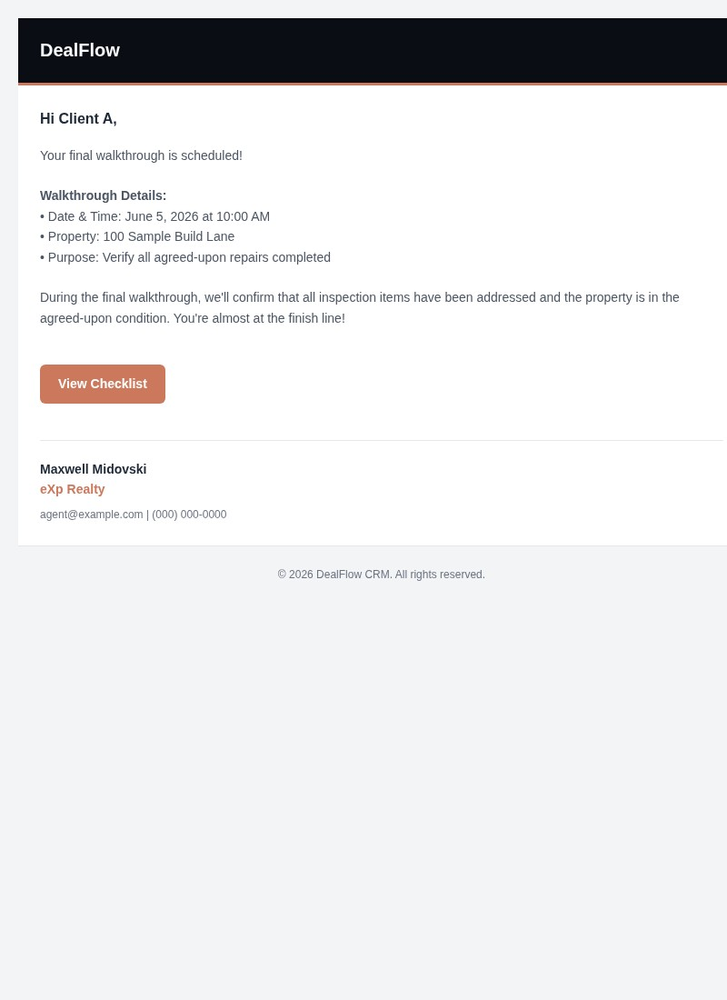 DealFlow
Hi Client A,
Your final walkthrough is scheduled!
Walkthrough Details:
• Date & Time: June 5, 2026 at 10:00 AM
• Property: 100 Sample Build Lane
• Purpose: Verify all agreed-upon repairs completed
During the final walkthrough, we'll confirm that all inspection items have been addressed and the property is in the
agreed-upon condition. You're almost at the finish line!
View Checklist
Maxwell Midovski
eXp Realty
agent@example.com | (000) 000-0000
© 2026 DealFlow CRM. All rights reserved.